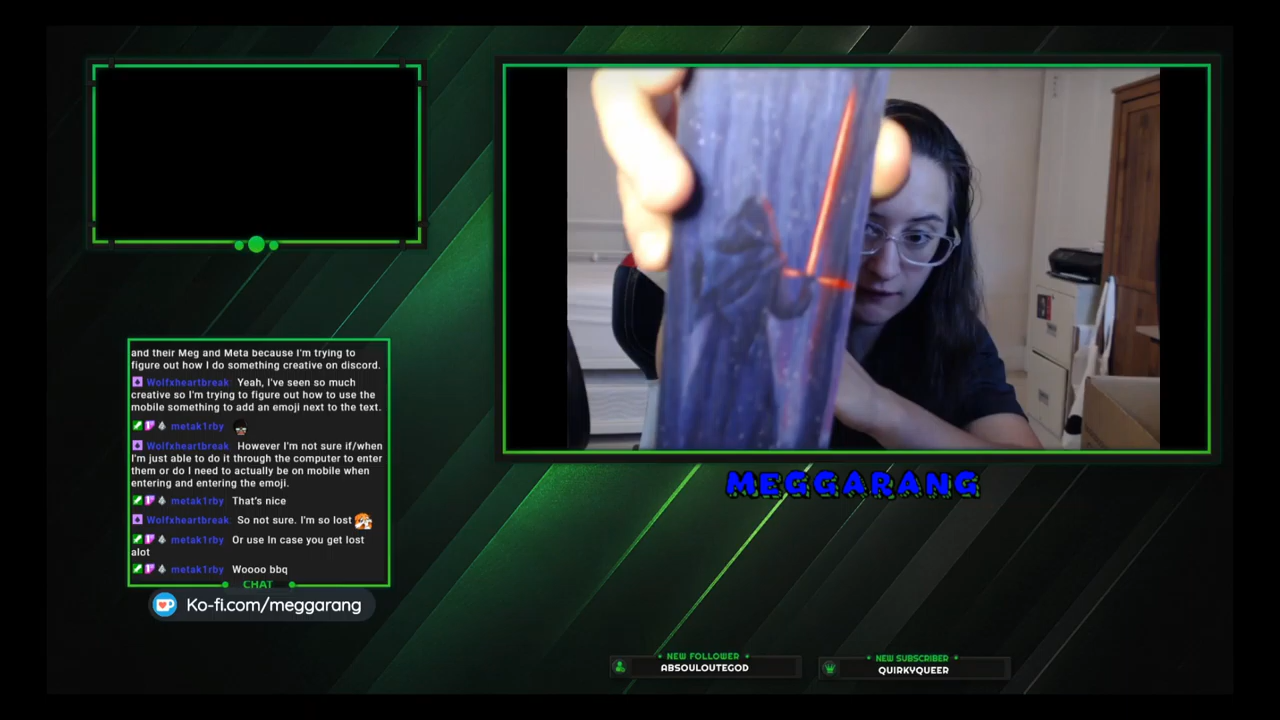 and their Meg and Meta because I'm trying to
figure out how I do something creative on discord.
Wolfxheartbreak Yeah, I've seen so much
creative so I'm trying to figure out how to use the
mobile something to add an emoji next to the text.
metak1rby
Wolfxheartbreak However I'm not sure if/when
I'm just able to do it through the computer to enter
them or do I need to actually be on mobile when
entering and entering the emoji.
metak1rby That's nice
Wolfxheartbreak So not sure. I'm so lost
metak1rby Or use In case you get lost
alot
metak1rby Woooo bbq
CHAT
Ko-fi.com/meggarang
MEGGARANG
NEW FOLLOWER
ABSOULOUTEGOD
NEW SUBSCRIBER
QUIRKYQUEER